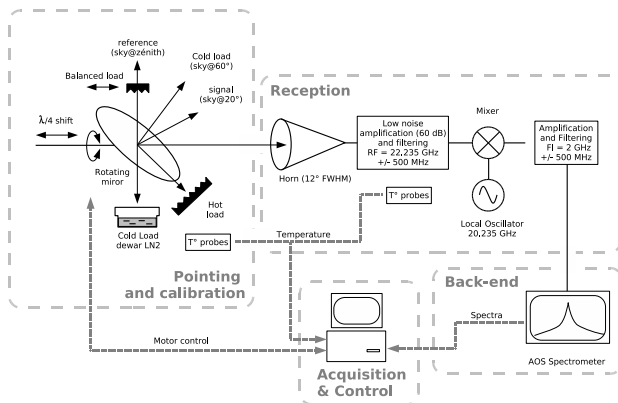 reference
(sky@zénith)
Cold load
(sky@60°)
Balanced load
signal
(sky@20°)
λ/4 shift
Rotating
miror
Hot
load
Cold Load
dewar LN2
T° probes
Pointing
and calibration
Reception
Horn (12° FWHM)
Low noise
amplification (60 dB)
and filtering
RF = 22,235 GHz
+/- 500 MHz
Mixer
Amplification
and Filtering
FI = 2 GHz
+/- 500 MHz
T° probes
Local Oscillator
20,235 GHz
Temperature
Motor control
Acquisition
& Control
Back-end
Spectra
AOS Spectrometer